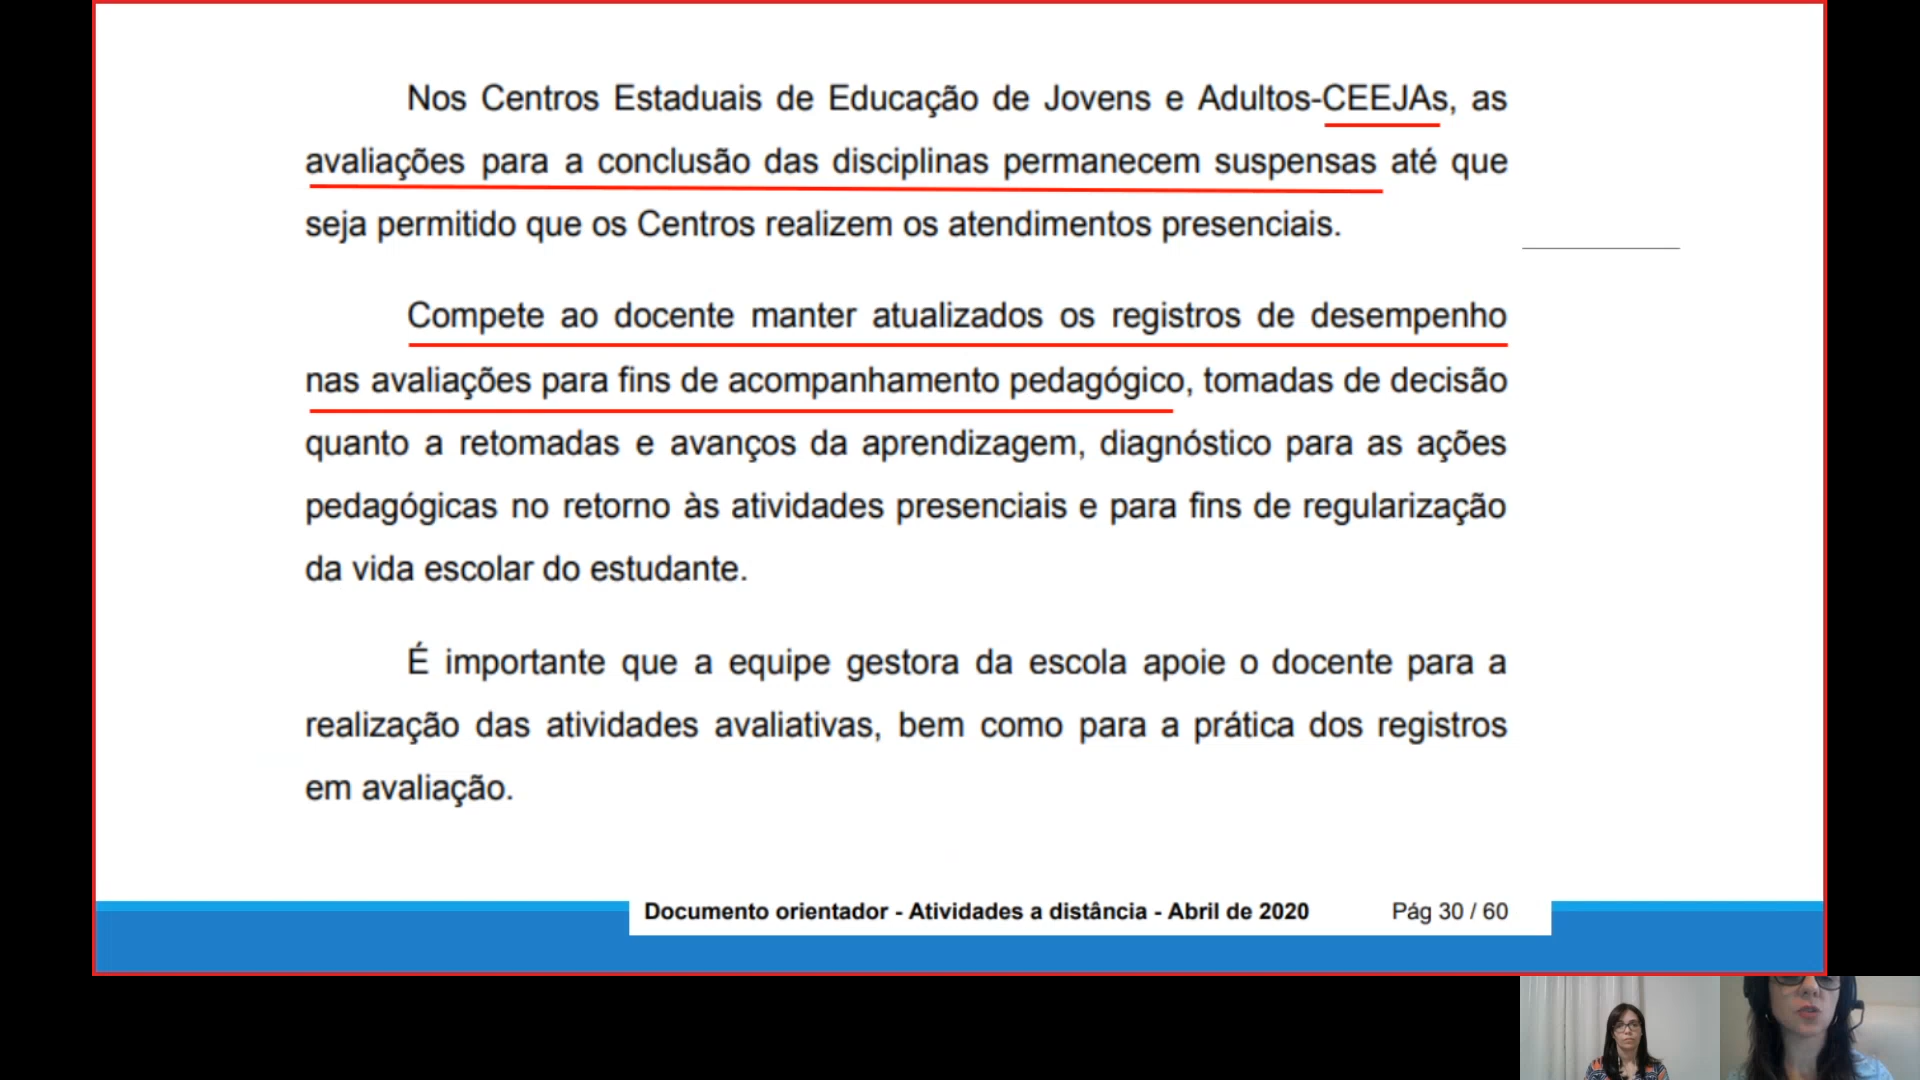 Nos Centros Estaduais de Educação de Jovens e Adultos-CEEJAs, as
avaliações para a conclusão das disciplinas permanecem suspensas até que
seja permitido que os Centros realizem os atendimentos presenciais.
Compete ao docente manter atualizados os registros de desempenho
nas avaliações para fins de acompanhamento pedagógico, tomadas de decisão
quanto a retomadas e avanços da aprendizagem, diagnóstico para as ações
pedagógicas no retorno às atividades presenciais e para fins de regularização
da vida escolar do estudante.
É importante que a equipe gestora da escola apoie o docente para a
realização das atividades avaliativas, bem como para a prática dos registros
em avaliação.
Documento orientador - Atividades a distância - Abril de 2020 Pág 30 / 60